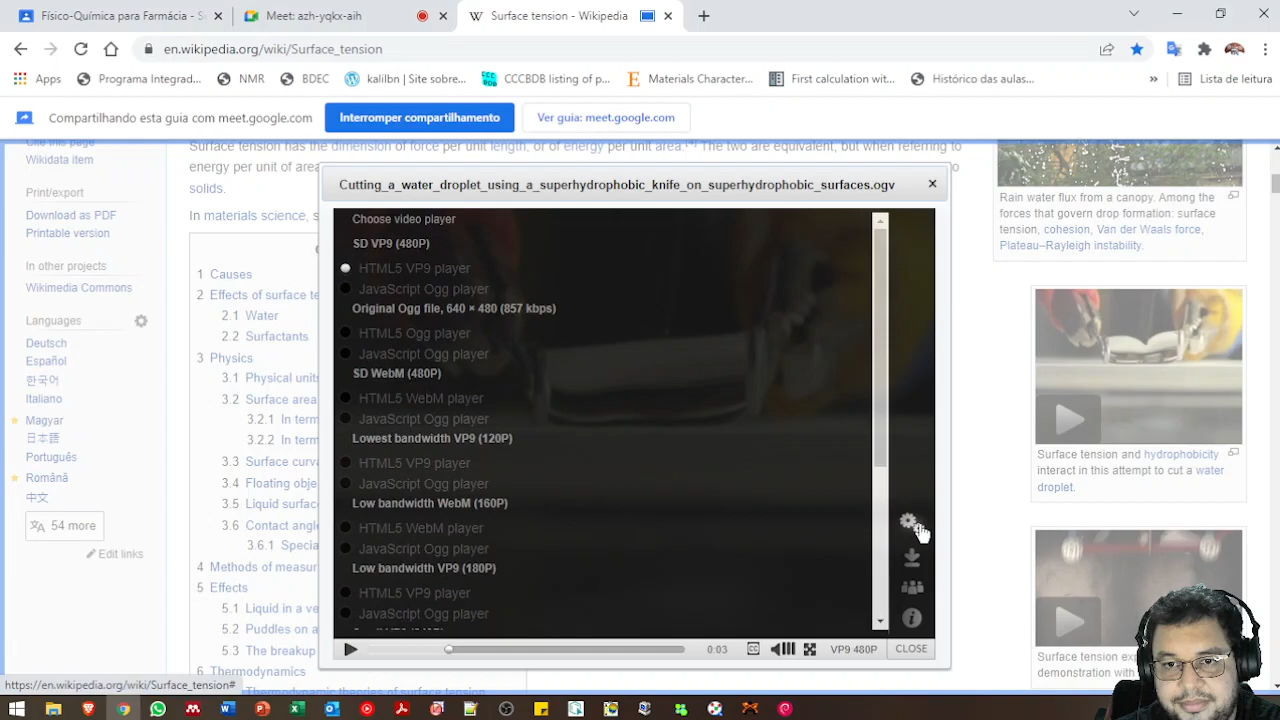 Físico-Química para Farmácia - S
Meet: azh-yqkx-aih
Surface tension - Wikipedia
en.wikipedia.org/wiki/Surface_tension
Apps
Programa Integrad...
NMR
BDEC
kalilbn | Site sobre...
CCCBDB listing of p...
Materials Character...
First calculation wit...
Histórico das aulas...
»
Lista de leitura
Compartilhando esta guia com meet.google.com
Interromper compartilhamento
Ver guia: meet.google.com
Cite this page
Wikidata item
Print/export
Download as PDF
Printable version
In other projects
Wikimedia Commons
Languages
Deutsch
Español
한국어
Italiano
Magyar
日本語
Português
Română
中文
54 more
Edit links
Surface tension has the dimension of force per unit length, or of energy per unit area.[4] The two are equivalent, but when referring to
energy per unit of area
to
solids.
In materials science, s
1 Causes
2 Effects of surface te
2.1 Water
2.2 Surfactants
3 Physics
3.1 Physical units
3.2 Surface area
3.2.1 In term
3.2.2 In term
3.3 Surface curva
3.4 Floating obje
3.5 Liquid surfac
3.6 Contact angle
3.6.1 Specia
4 Methods of measur
5 Effects
5.1 Liquid in a ve
5.2 Puddles on a
5.3 The breakup
6 Thermodynamics
Thermodynamic theories of surface tension
Cutting_a_water_droplet_using_a_superhydrophobic_knife_on_superhydrophobic_surfaces.ogv
Choose video player
SD VP9 (480P)
HTML5 VP9 player
JavaScript Ogg player
Original Ogg file, 640 × 480 (857 kbps)
HTML5 Ogg player
JavaScript Ogg player
SD WebM (480P)
HTML5 WebM player
JavaScript Ogg player
Lowest bandwidth VP9 (120P)
HTML5 VP9 player
JavaScript Ogg player
Low bandwidth WebM (160P)
HTML5 WebM player
JavaScript Ogg player
Low bandwidth VP9 (180P)
HTML5 VP9 player
JavaScript Ogg player
0:03
CC
VP9 480P
CLOSE
Rain water flux from a canopy. Among the
forces that govern drop formation: surface
tension, cohesion, Van der Waals force,
Plateau–Rayleigh instability.
Surface tension and hydrophobicity
interact in this attempt to cut a water
droplet.
Surface tension
demonstration with
https://en.wikipedia.org/wiki/Surface_tension#